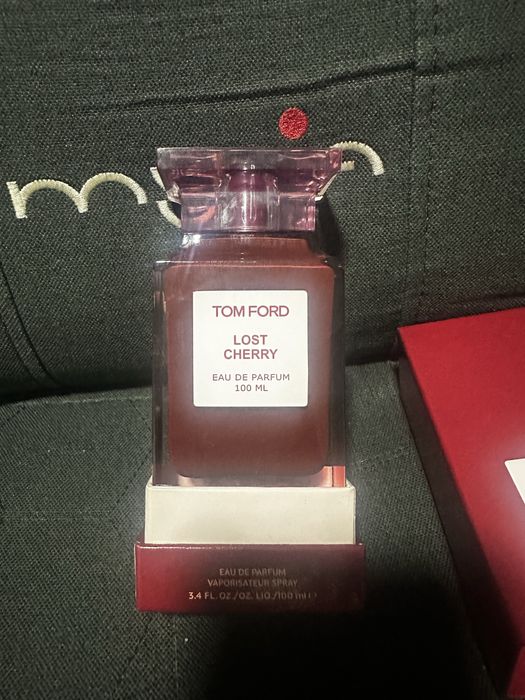 TOM FORD
LOST
CHERRY
EAU DE PARFUM
100 ML
EAU DE PARFUM
VAPORISATEUR SPRAY
3.4 FL. OZ./OZ. LIQ./100 ml ℮